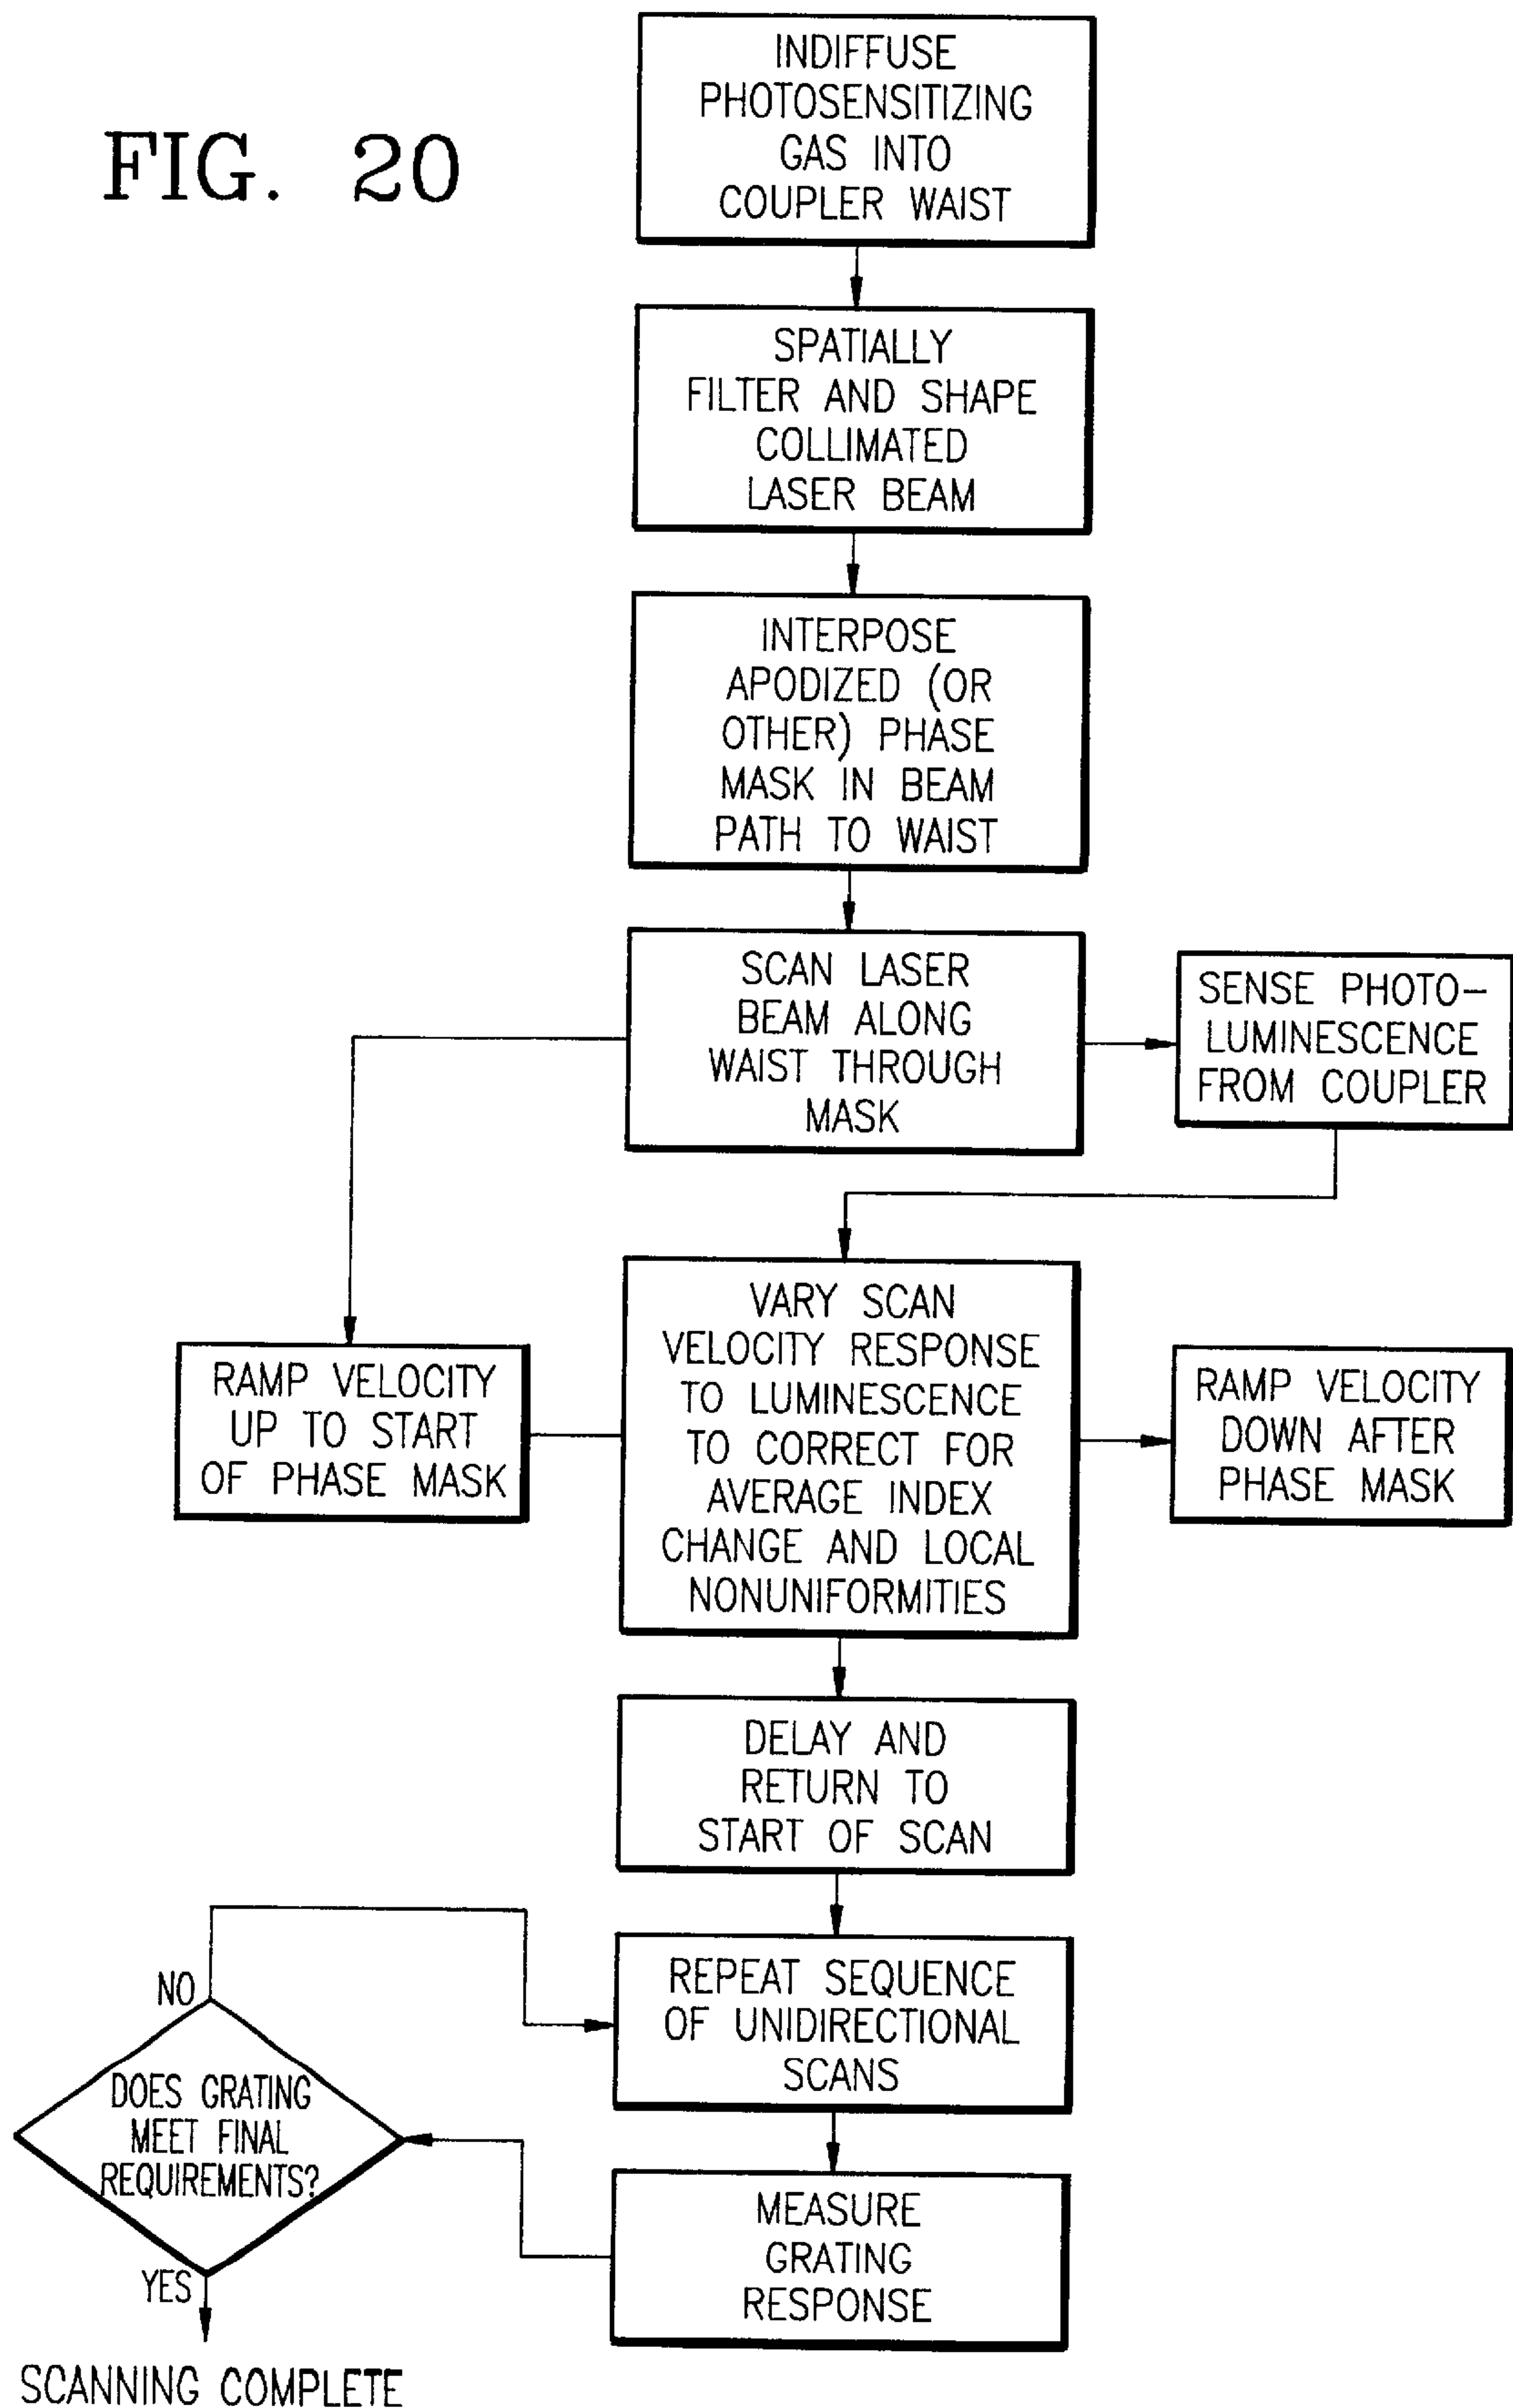 FIG. 20
INDIFFUSE
PHOTOSENSITIZING
GAS INTO
COUPLER WAIST
SPATIALLY
FILTER AND SHAPE
COLLIMATED
LASER BEAM
INTERPOSE
APODIZED (OR
OTHER) PHASE
MASK IN BEAM
PATH TO WAIST
SCAN LASER
BEAM ALONG
WAIST THROUGH
MASK
SENSE PHOTO-
LUMINESCENCE
FROM COUPLER
RAMP VELOCITY
UP TO START
OF PHASE MASK
VARY SCAN
VELOCITY RESPONSE
TO LUMINESCENCE
TO CORRECT FOR
AVERAGE INDEX
CHANGE AND LOCAL
NONUNIFORMITIES
RAMP VELOCITY
DOWN AFTER
PHASE MASK
DELAY AND
RETURN TO
START OF SCAN
REPEAT SEQUENCE
OF UNIDIRECTIONAL
SCANS
MEASURE
GRATING
RESPONSE
NO
DOES GRATING
MEET FINAL
REQUIREMENTS?
YES
SCANNING COMPLETE